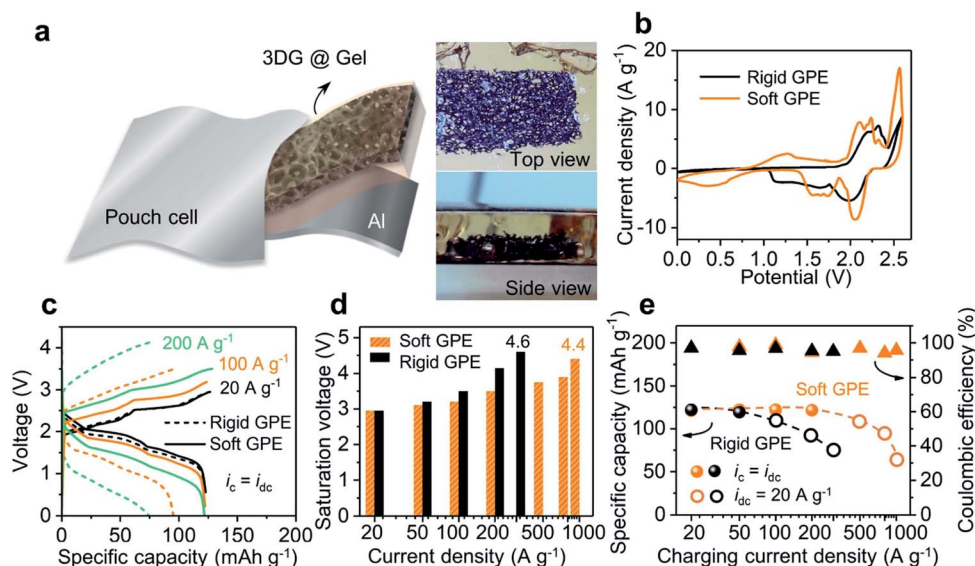 a
3DG @ Gel
Pouch cell
Al
Top view
Side view
b
Current density (A g⁻¹)
20
10
0
-10
Rigid GPE
Soft GPE
0.0 0.5 1.0 1.5 2.0 2.5
Potential (V)
c
Voltage (V)
5
4
3
2
1
0
200 A g⁻¹
100 A g⁻¹
20 A g⁻¹
Rigid GPE
Soft GPE
i_c = i_dc
0 50 100 150 200
Specific capacity (mAh g⁻¹)
d
Saturation voltage (V)
5
4
3
2
1
0
Soft GPE
Rigid GPE
4.6
4.4
20 50 100 200 500 1000
Current density (A g⁻¹)
e
Specific capacity (mAh g⁻¹)
200
150
100
50
0
Soft GPE
Rigid GPE
i_c = i_dc
i_dc = 20 A g⁻¹
20 50 100 200 500 1000
Charging current density (A g⁻¹)
100
80
60
40
20
0
Coulombic efficiency (%)